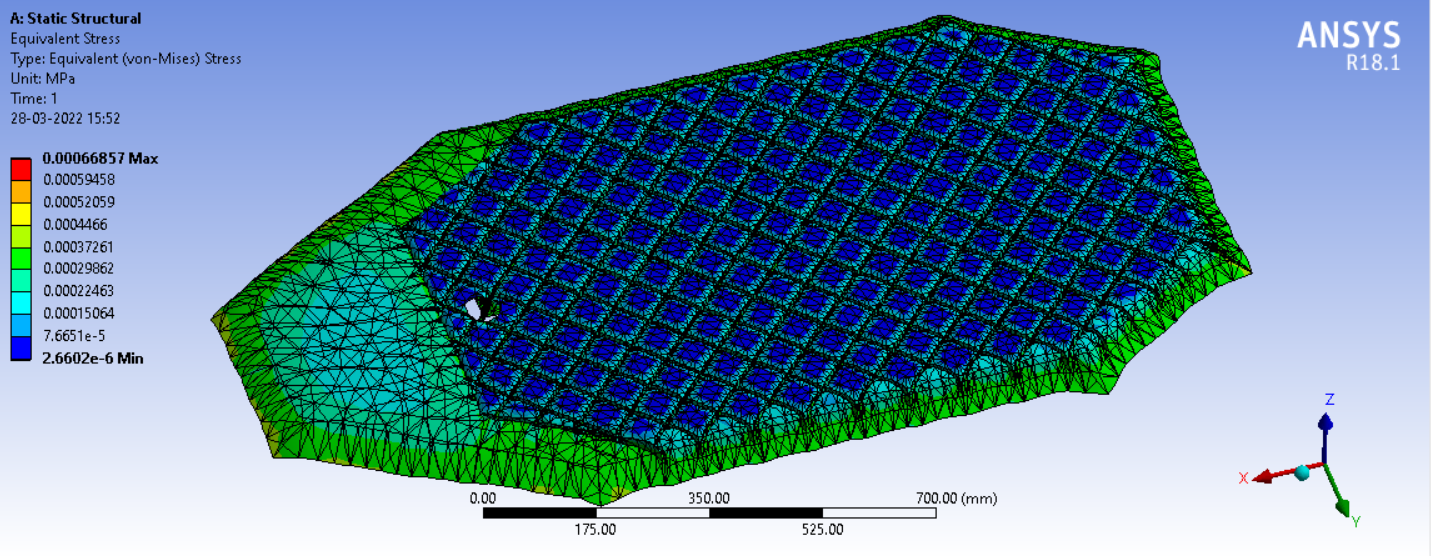 A: Static Structural
Equivalent Stress
Type: Equivalent (von-Mises) Stress
Unit: MPa
Time: 1
28-03-2022 15:52
0.00066857 Max
0.00059458
0.00052059
0.0004466
0.00037261
0.00029862
0.00022463
0.00015064
7.6651e-5
2.6602e-6 Min
ANSYS
R18.1
0.00 350.00 700.00 (mm)
175.00 525.00
Z
X
Y